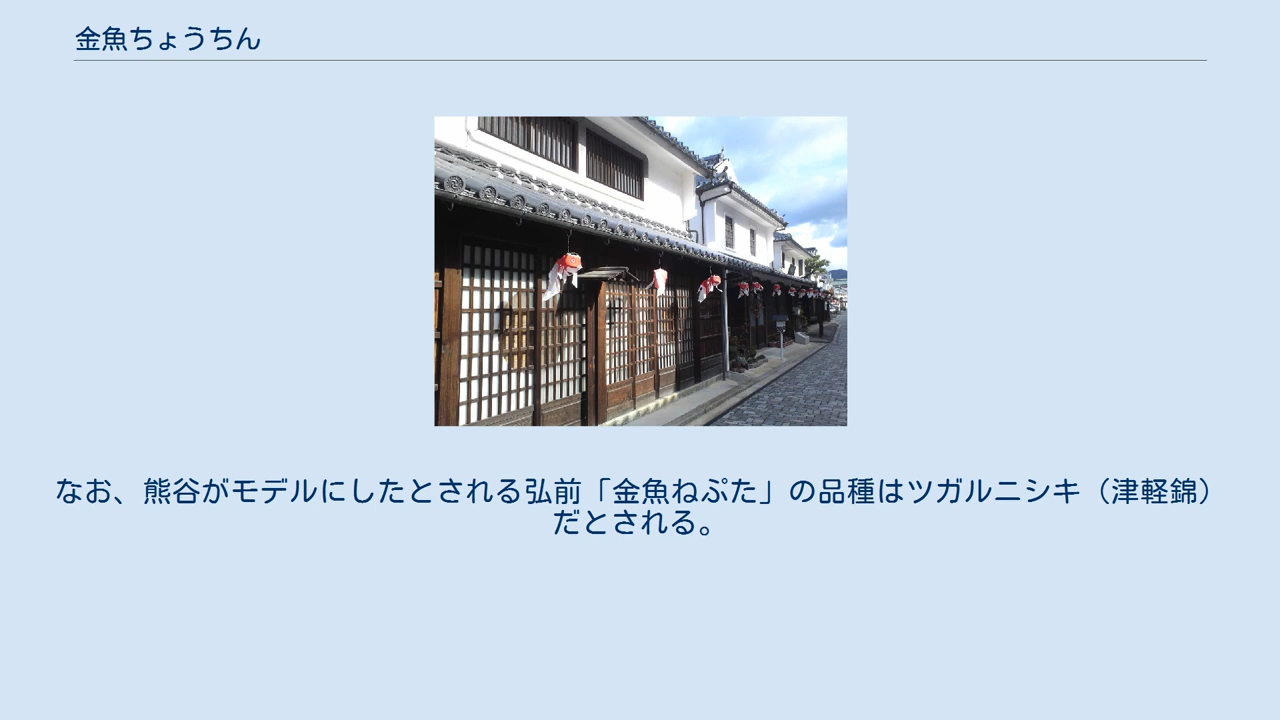 金魚ちょうちん
なお、熊谷がモデルにしたとされる弘前「金魚ねぷた」の品種はツガルニシキ（津軽錦）
だとされる。